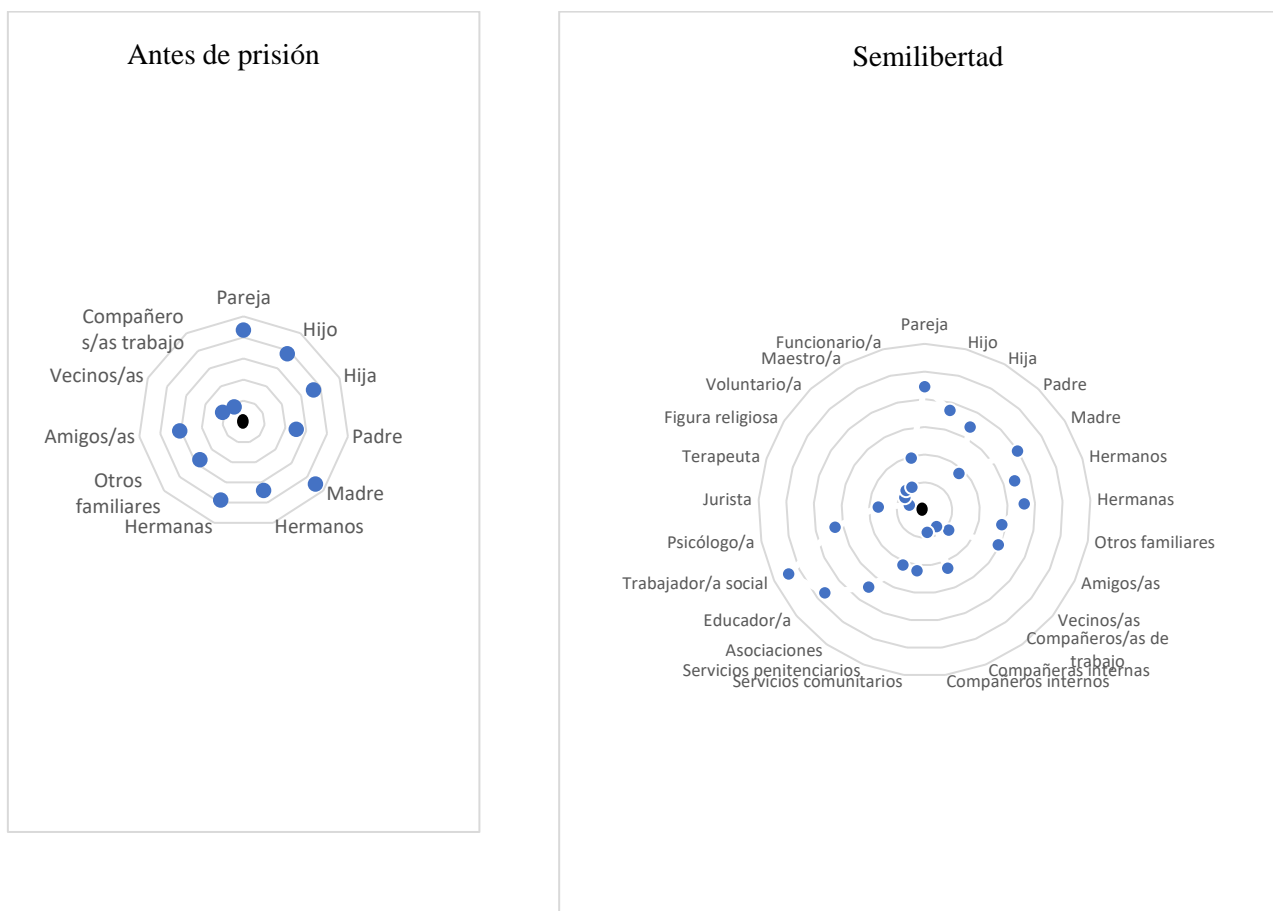 Antes de prisión
Pareja
Hijo
Hija
Padre
Madre
Hermanos
Hermanas
Otros
familiares
Amigos/as
Vecinos/as
Compañero
s/as trabajo
Semilibertad
Pareja
Hijo
Hija
Padre
Madre
Hermanos
Hermanas
Otros familiares
Amigos/as
Vecinos/as
Compañeros/as de
trabajo
Compañeras internas
Compañeros internos
Servicios comunitarios
Servicios penitenciarios
Asociaciones
Educador/a
Trabajador/a social
Psicólogo/a
Jurista
Terapeuta
Figura religiosa
Voluntario/a
Maestro/a
Funcionario/a